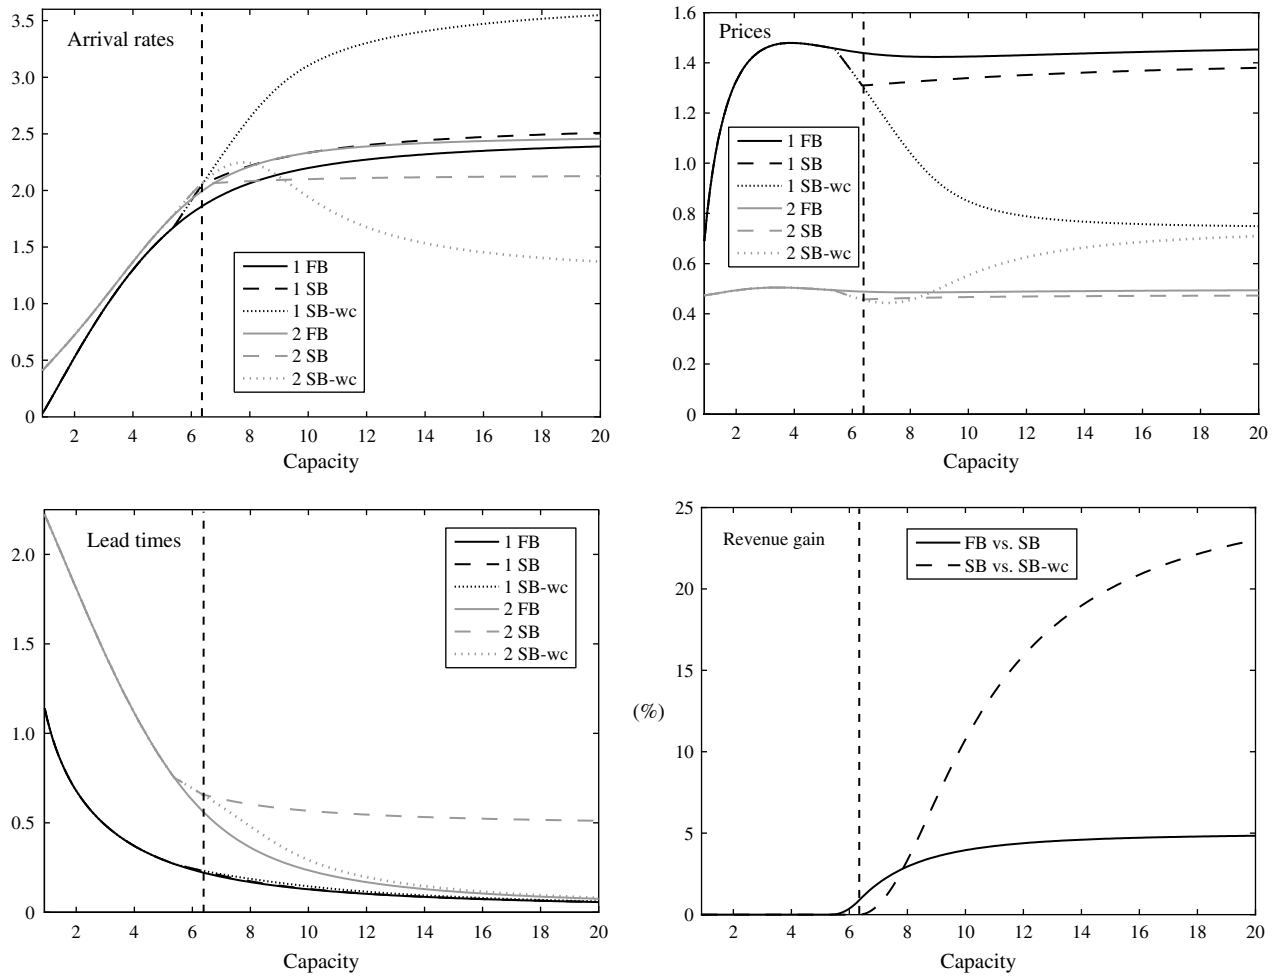 Arrival rates
3.5
3.0
2.5
2.0
1.5
1.0
0.5
0
1 FB
1 SB
1 SB-wc
2 FB
2 SB
2 SB-wc
2 4 6 8 10 12 14 16 18 20
Capacity
Prices
1.6
1.4
1.2
1.0
0.8
0.6
0.4
0.2
0
1 FB
1 SB
1 SB-wc
2 FB
2 SB
2 SB-wc
2 4 6 8 10 12 14 16 18 20
Capacity
Lead times
2.0
1.5
1.0
0.5
0
1 FB
1 SB
1 SB-wc
2 FB
2 SB
2 SB-wc
2 4 6 8 10 12 14 16 18 20
Capacity
Revenue gain
(%)
25
20
15
10
5
0
FB vs. SB
SB vs. SB-wc
2 4 6 8 10 12 14 16 18 20
Capacity